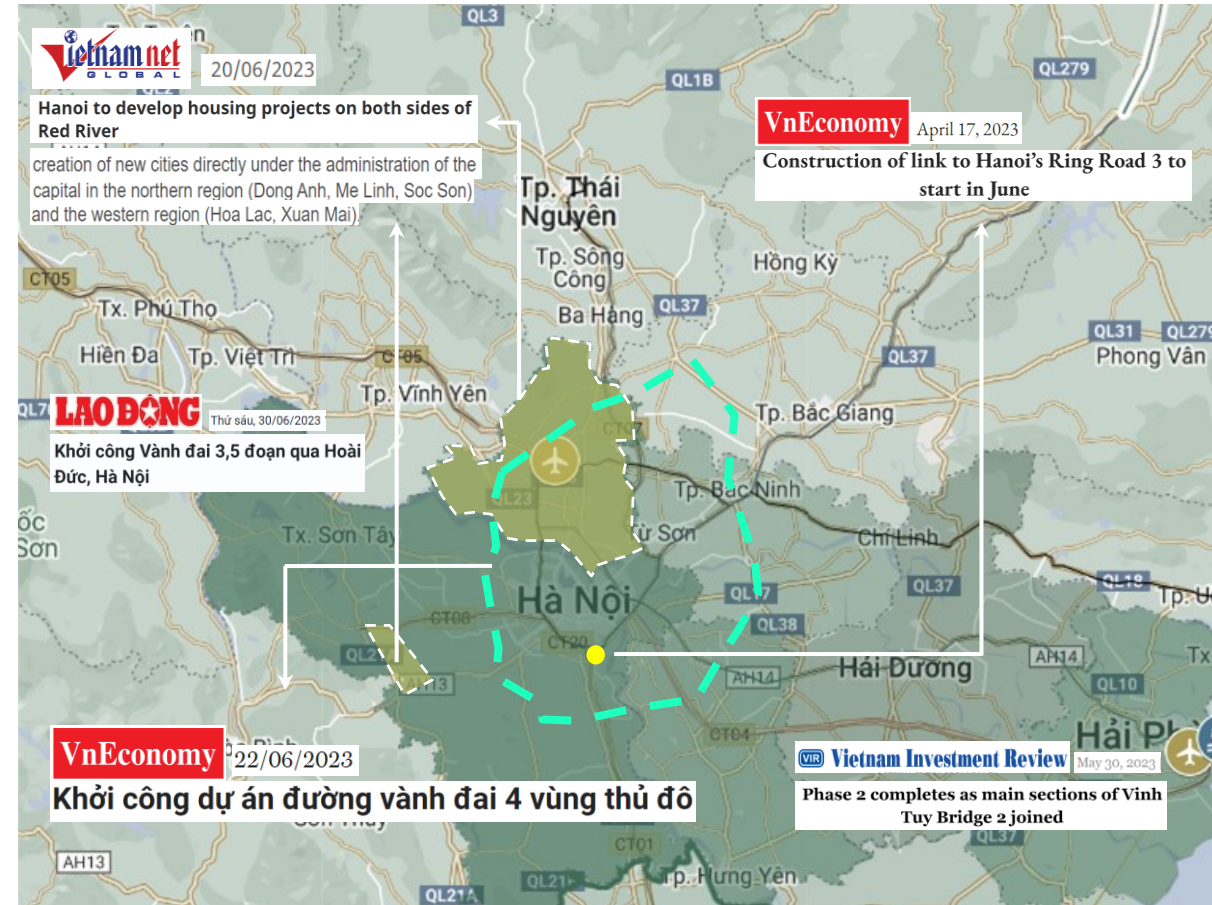 QL3
Vietnamnet
GLOBAL
20/06/2023
QL2
QL1B
QL279
Hanoi to develop housing projects on both sides of
Red River
VnEconomy
April 17, 2023
Construction of link to Hanoi's Ring Road 3 to
start in June
creation of new cities directly under the administration of the
capital in the northern region (Dong Anh, Me Linh, Soc Son)
and the western region (Hoa Lac, Xuan Mai).
Tp. Thái
Nguyên
Tp. Sông
Công
Hồng Kỳ
CT05
Tx. Phú Thọ
Ba Hàng
QL37
QL31
QL279
Hiền Đa
Tp. Việt Trì
CT05
QL37
Phong Vân
Tp. Vĩnh Yên
LAO ĐỘNG
Thứ sáu, 30/06/2023
Tp. Bắc Giang
CT07
Khởi công Vành đai 3,5 đoạn qua Hoài
Đức, Hà Nội
QL23
Tp. Bắc Ninh
Tx. Sơn Tây
Từ Sơn
Chí Linh
Sơn
QL37
QL18
QL17
Hà Nội
CT08
QL38
CT20
QL21
AH13
AH14
Hải Dương
AH14
QL10
CT04
VnEconomy
22/06/2023
Khởi công dự án đường vành đai 4 vùng thủ đô
VIR
Vietnam Investment Review
May 30, 2023
Phase 2 completes as main sections of Vinh
Tuy Bridge 2 joined
CT01
QL37
AH13
QL21A
Tp. Hưng Yên